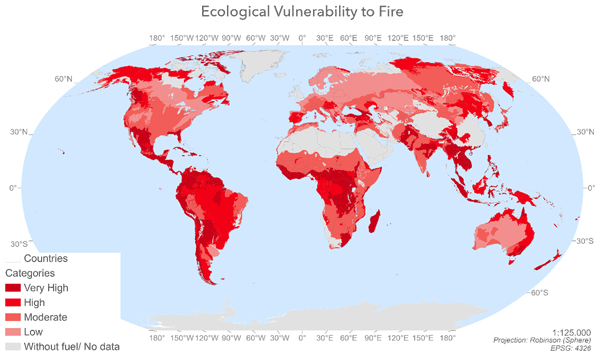 Ecological Vulnerability to Fire
180° 150°W 120°W 90°W 60°W 30°W 0° 30°E 60°E 90°E 120°E 150°E 180°
60°N 60°N
30°N 30°N
0° 0°
30°S 30°S
60°S
Countries
Categories
Very High
High
Moderate
Low
Without fuel/ No data
180° 150°W 120°W 90°W 60°W 30°W 0° 30°E 60°E 90°E 120°E 150°E 180°
1:125.000
Projection: Robinson (Sphere)
EPSG: 4326